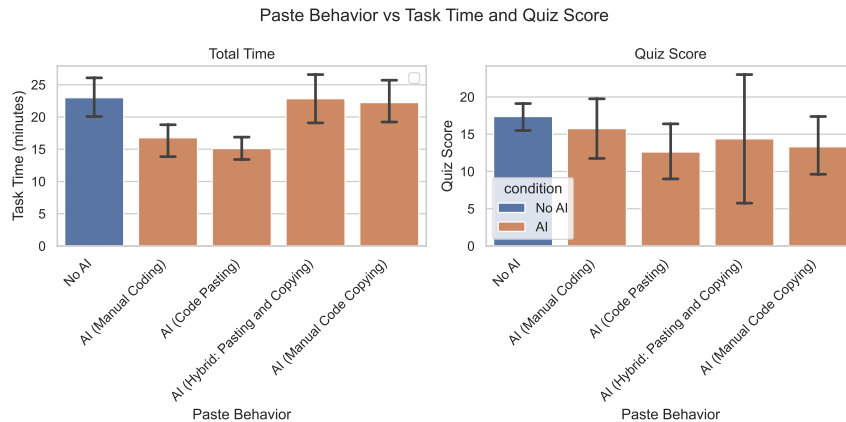 Paste Behavior vs Task Time and Quiz Score
Total Time
Task Time (minutes)
25
20
15
10
5
0
No AI
AI (Manual Coding)
AI (Code Pasting)
AI (Hybrid: Pasting and Copying)
AI (Manual Code Copying)
Paste Behavior
Quiz Score
Quiz Score
20
15
10
5
0
condition
No AI
AI
No AI
AI (Manual Coding)
AI (Code Pasting)
AI (Hybrid: Pasting and Copying)
AI (Manual Code Copying)
Paste Behavior